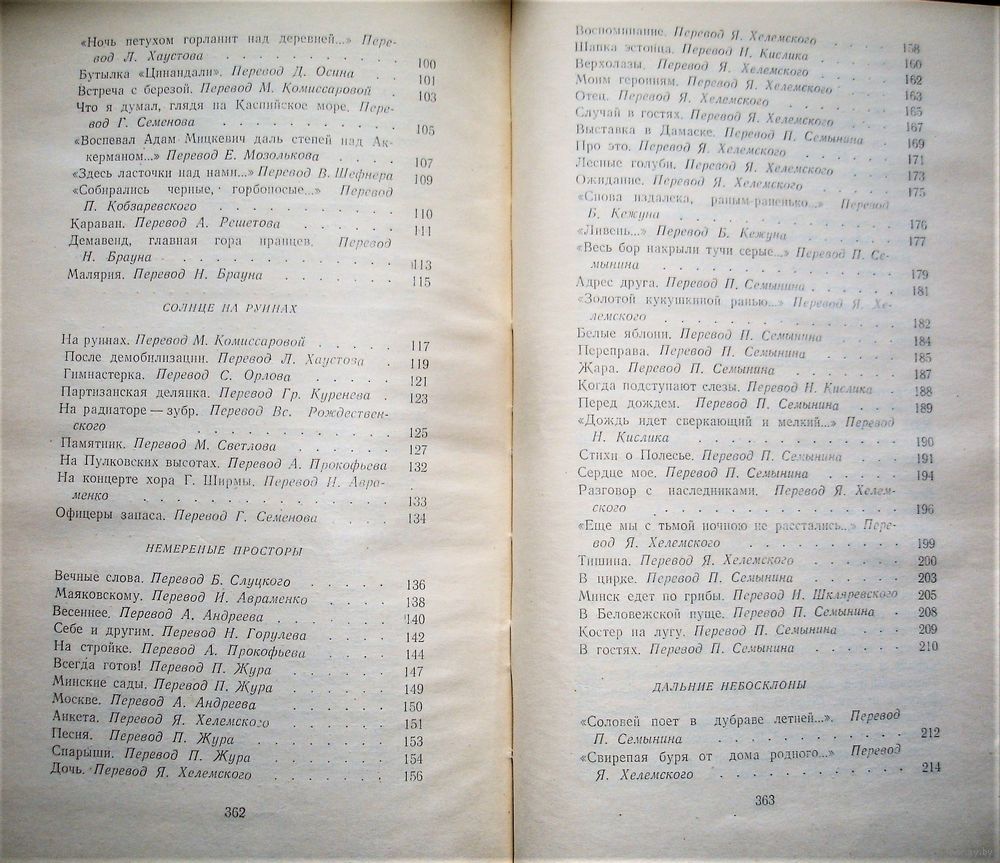 «Ночь петухом горланит над деревней...» Пере-
вод Л. Хаустова . . . . . . . . . . 100
Бутылка «Цинандали». Перевод Д. Осина 101
Встреча с березой. Перевод М. Комиссаровой . 103
Что я думал, глядя на Каспийское море. Пере-
вод Г. Семенова . . . . . . . . . . 105
«Воспевал Адам Мицкевич даль степей над Ак-
керманом...» Перевод Е. Мозолькова . . . . 107
«Здесь ласточки над нами...» Перевод В. Шефнера 109
«Собирались черные, горбоносые...» Перевод
П. Кобзаревского . . . . . . . . . . 110
Караван. Перевод А. Решетова . . . . . 111
Демавенд, главная гора иранцев. Перевод
Н. Брауна . . . . . . . . . . 113
Малярия. Перевод Н. Брауна . . . . . . 115
СОЛНЦЕ НА РУИНАХ
На руинах. Перевод М. Комиссаровой . . . . 117
После демобилизации. Перевод Л. Хаустова . 119
Гимнастерка. Перевод С. Орлова . . . . . 121
Партизанская делянка. Перевод Гр. Куренева . 123
На радиаторе — зубр. Перевод Вс. Рождествен-
ского . . . . . . . . . . 125
Памятник. Перевод М. Светлова . . . . . 127
На Пулковских высотах. Перевод А. Прокофьева 132
На концерте хора Г. Ширмы. Перевод И. Авра-
менко . . . . . . . . . . 133
Офицеры запаса. Перевод Г. Семенова . . . . 134
НЕМЕРЕНЫЕ ПРОСТОРЫ
Вечные слова. Перевод Б. Слуцкого . . . . 136
Маяковскому. Перевод И. Авраменко . . . . 138
Весеннее. Перевод А. Андреева . . . . . 140
Себе и другим. Перевод Н. Горулева . . . . 142
На стройке. Перевод А. Прокофьева . . . . 144
Всегда готов! Перевод П. Жура . . . . . 147
Минские сады. Перевод П. Жура . . . . . 149
Москве. Перевод А. Андреева . . . . . 150
Анкета. Перевод Я. Хелемского . . . . . 151
Песня. Перевод П. Жура . . . . . . 153
Спарыши. Перевод П. Жура . . . . . . 154
Дочь. Перевод Я. Хелемского . . . . . . 156
362
Воспоминание. Перевод Я. Хелемского . . . . 158
Шапка эстонца. Перевод И. Кислика . . . . 160
Верхолазы. Перевод Я. Хелемского . . . . 162
Моим героиням. Перевод Я. Хелемского . . . 163
Отец. Перевод Я. Хелемского . . . . . 165
Случай в гостях. Перевод Я. Хелемского . . . 167
Выставка в Дамаске. Перевод П. Семынина . . 169
Про это. Перевод Я. Хелемского . . . . . 171
Лесные голуби. Перевод Я. Хелемского . . . 173
Ожидание. Перевод Я. Хелемского . . . . . 175
«Снова издалека, раным-раненько...» Перевод
Б. Кежуна . . . . . . . . . . 176
«Ливень...» Перевод Б. Кежуна . . . . . 177
«Весь бор накрыли тучи серые...» Перевод П. Се-
мынина . . . . . . . . . . 179
Адрес друга. Перевод П. Семынина . . . . . 181
«Золотой кукушкиной ранью...» Перевод Я. Хе-
лемского . . . . . . . . . . 182
Белые яблони. Перевод П. Семынина . . . . 184
Переправа. Перевод П. Семынина . . . . . 185
Жара. Перевод П. Семынина . . . . . . 187
Когда подступают слезы. Перевод И. Кислика . 188
Перед дождем. Перевод П. Семынина . . . . 189
«Дождь идет сверкающий и мелкий...» Перевод
И. Кислика . . . . . . . . . . 190
Стихи о Полесье. Перевод П. Семынина . . . 191
Сердце мое. Перевод П. Семынина . . . . . 194
Разговор с наследниками. Перевод Я. Хелем-
ского . . . . . . . . . . 196
«Еще мы с тьмой ночною не расстались...» Пере-
вод Я. Хелемского . . . . . . . . . . 199
Тишина. Перевод Я. Хелемского . . . . . 200
В цирке. Перевод П. Семынина . . . . . 203
Минск едет по грибы. Перевод И. Шкляревского 205
В Беловежской пуще. Перевод П. Семынина . 208
Костер на лугу. Перевод П. Семынина . . . 209
В гостях. Перевод П. Семынина . . . . . 210
ДАЛЬНИЕ НЕБОСКЛОНЫ
«Соловей поет в дубраве летней...». Перевод
П. Семынина . . . . . . . . . . 212
«Свирепая буря от дома родного...» Перевод
Я. Хелемского . . . . . . . . . . 214
363